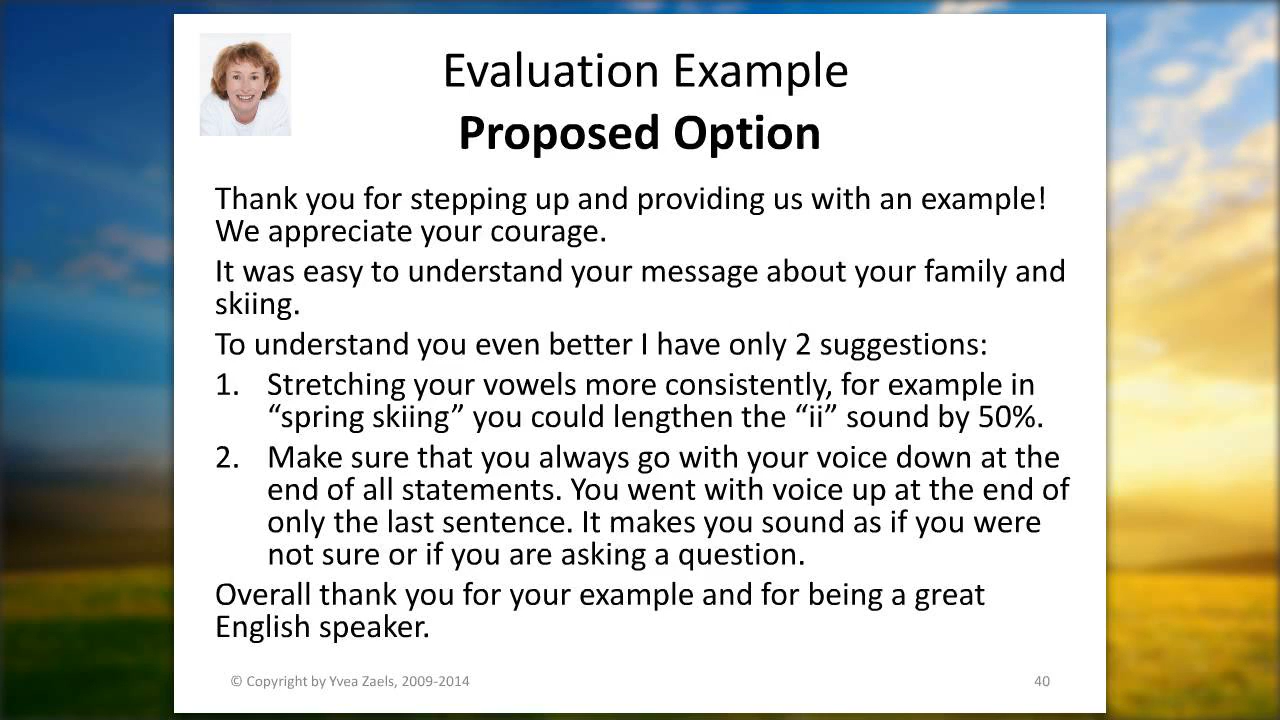 Evaluation Example
Proposed Option
Thank you for stepping up and providing us with an example!
We appreciate your courage.
It was easy to understand your message about your family and
skiing.
To understand you even better I have only 2 suggestions:
1. Stretching your vowels more consistently, for example in
“spring skiing” you could lengthen the “ii” sound by 50%.
2. Make sure that you always go with your voice down at the
end of all statements. You went with voice up at the end of
only the last sentence. It makes you sound as if you were
not sure or if you are asking a question.
Overall thank you for your example and for being a great
English speaker.
© Copyright by Yvea Zaels, 2009-2014
40